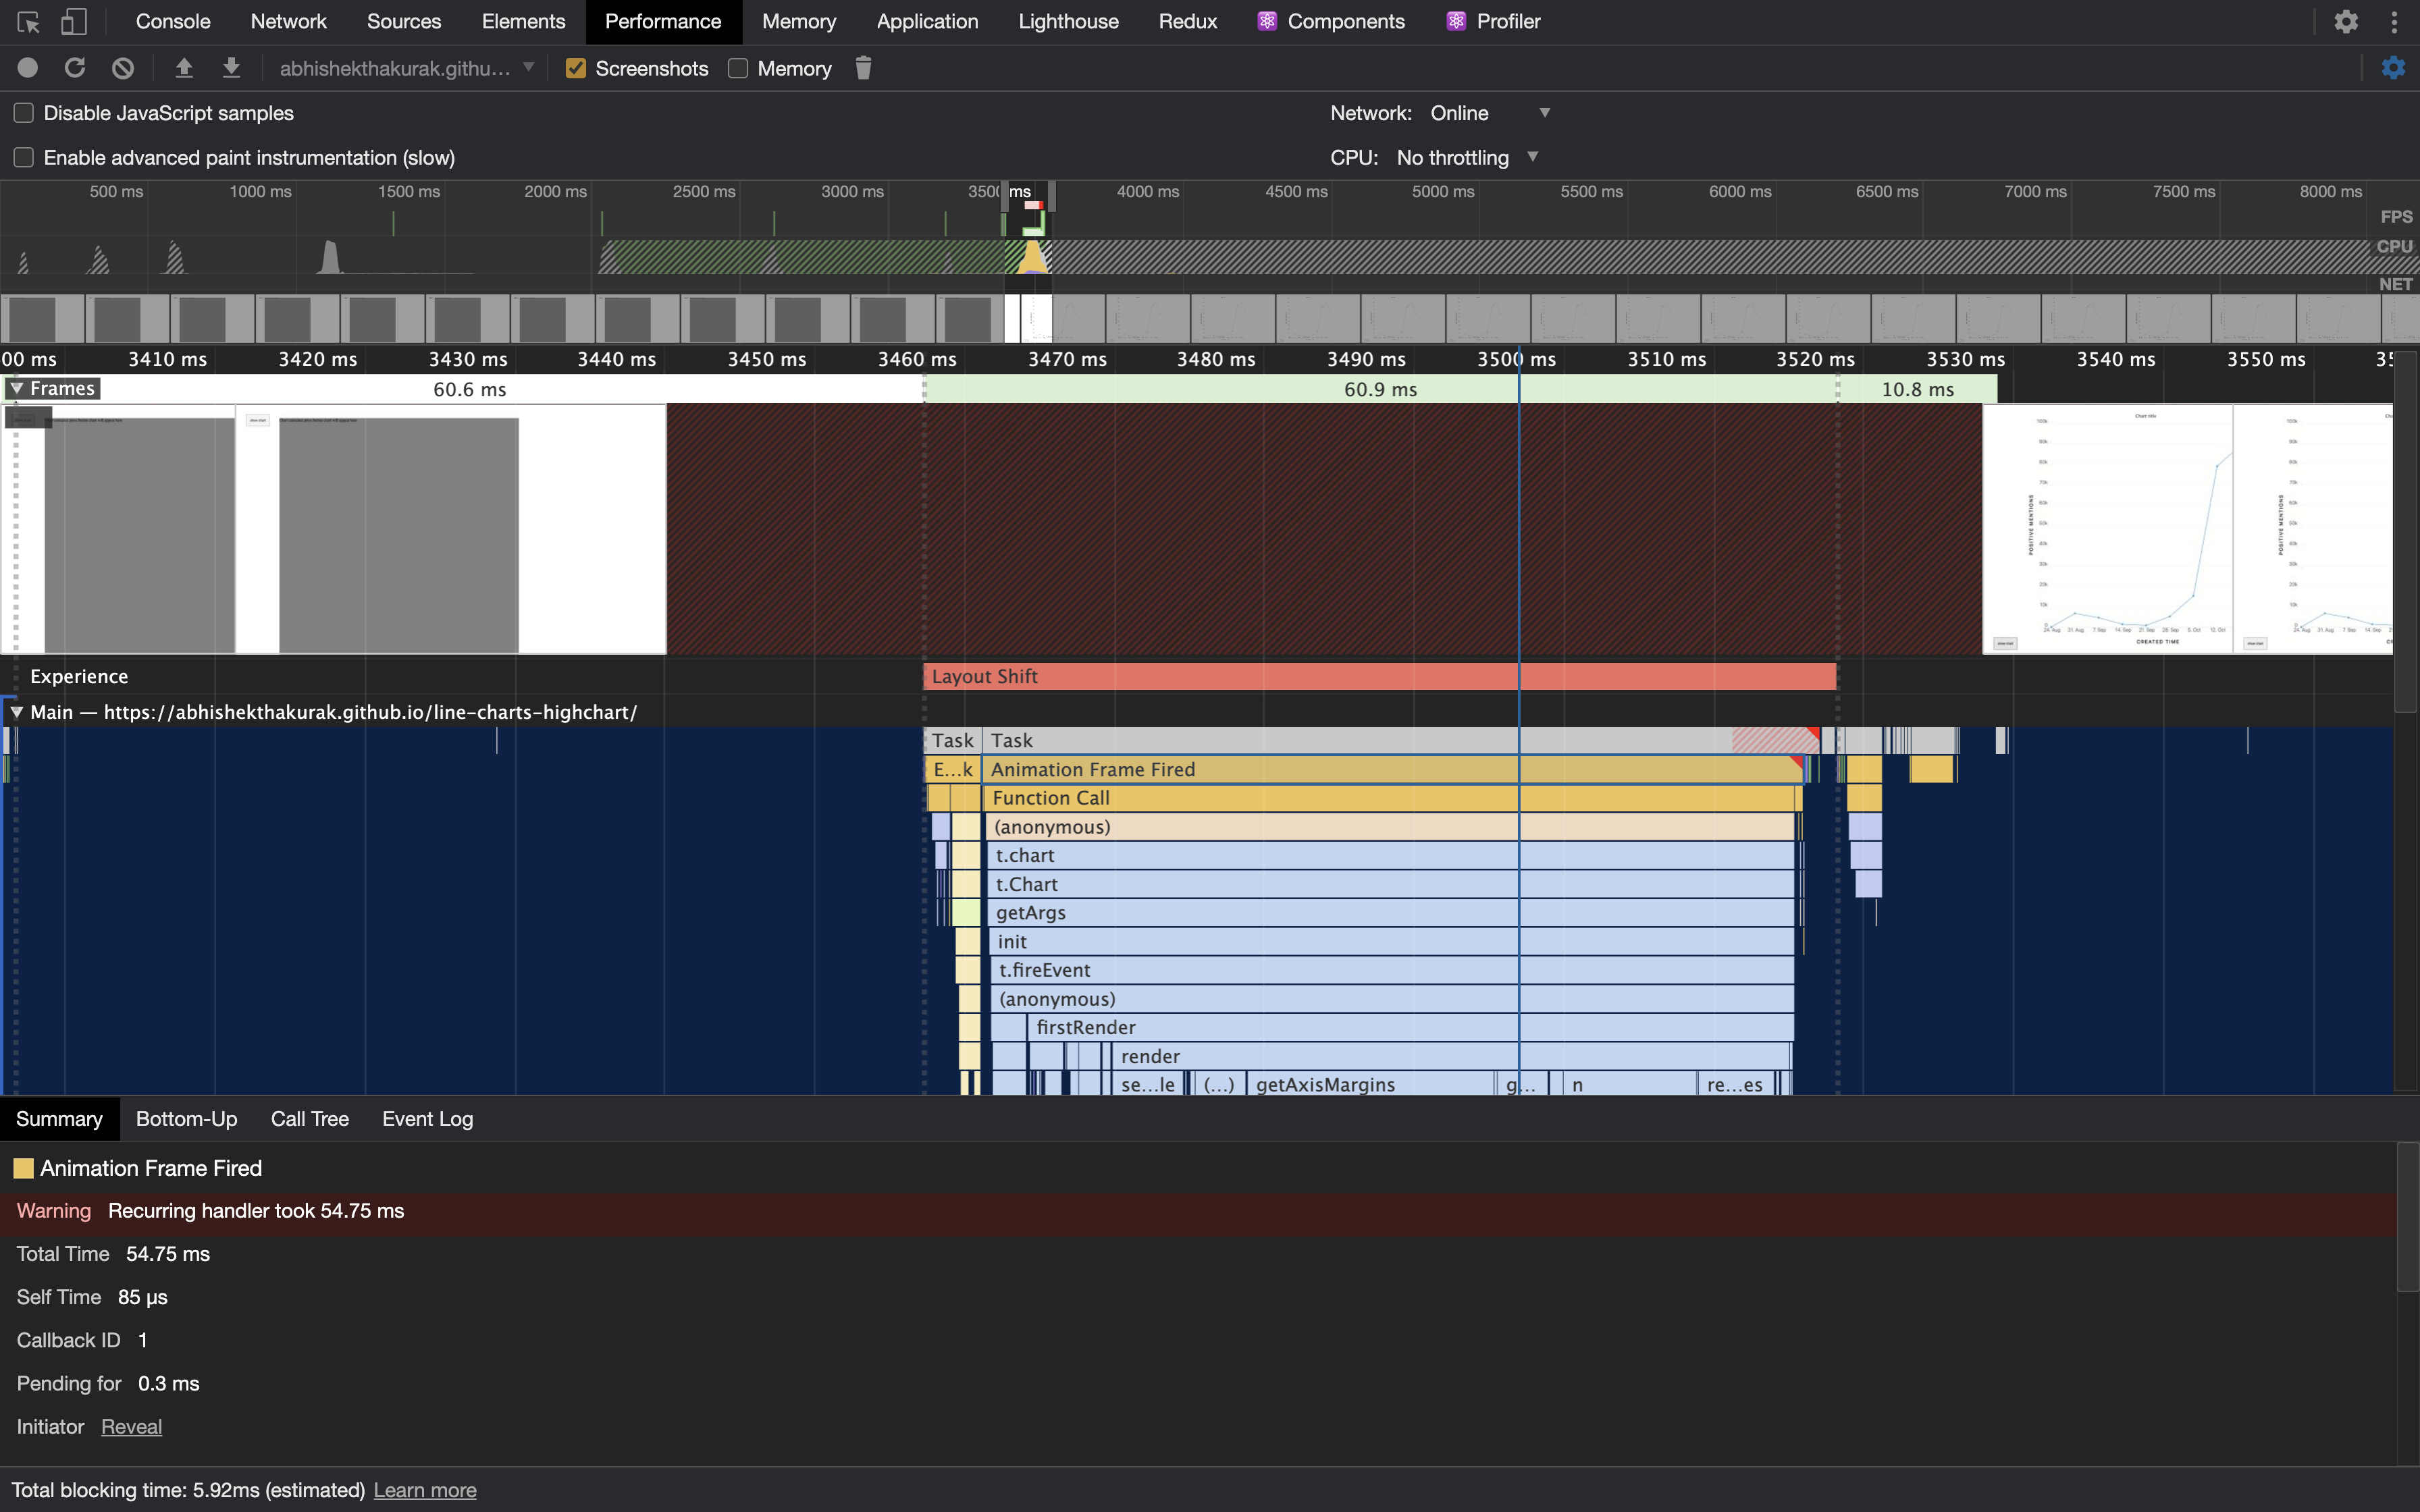 Console Network Sources Elements Performance Memory Application Lighthouse Redux Components Profiler
abhishekthakurak.githu... Screenshots Memory
Disable JavaScript samples Network: Online
Enable advanced paint instrumentation (slow) CPU: No throttling
500 ms 1000 ms 1500 ms 2000 ms 2500 ms 3000 ms 3500 ms 4000 ms 4500 ms 5000 ms 5500 ms 6000 ms 6500 ms 7000 ms 7500 ms 8000 ms
FPS
CPU
NET
00 ms 3410 ms 3420 ms 3430 ms 3440 ms 3450 ms 3460 ms 3470 ms 3480 ms 3490 ms 3500 ms 3510 ms 3520 ms 3530 ms 3540 ms 3550 ms 35
Frames 60.6 ms 60.9 ms 10.8 ms
Chart title
POSITIVE MENTIONS
CREATED TIME
Experience Layout Shift
Main — https://abhishekthakurak.github.io/line-charts-highchart/
Task Task
E...k Animation Frame Fired
Function Call
(anonymous)
t.chart
t.Chart
getArgs
init
t.fireEvent
(anonymous)
firstRender
render
se...le (...) getAxisMargins g... n re...es
Summary Bottom-Up Call Tree Event Log
Animation Frame Fired
Warning Recurring handler took 54.75 ms
Total Time 54.75 ms
Self Time 85 μs
Callback ID 1
Pending for 0.3 ms
Initiator Reveal
Total blocking time: 5.92ms (estimated) Learn more